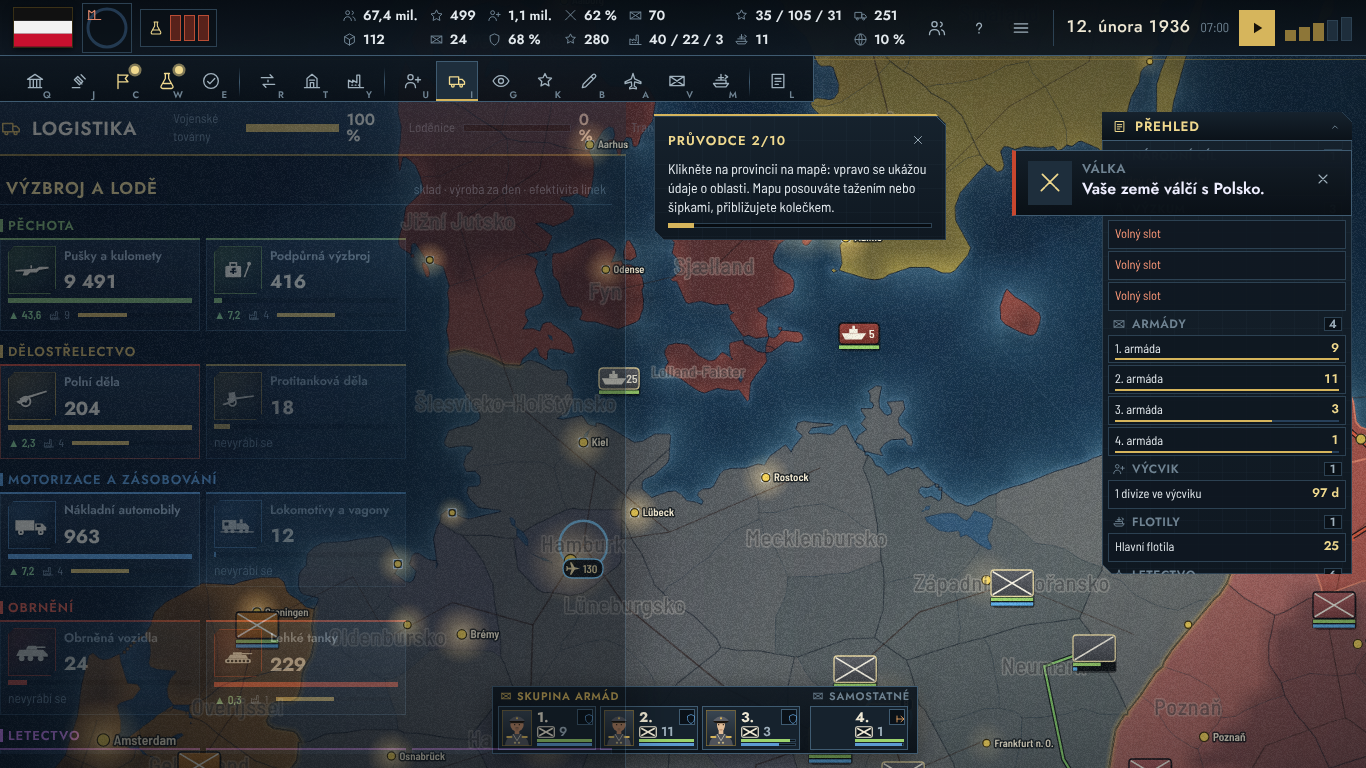 67,4 mil.
499
1,1 mil.
62 %
70
35 / 105 / 31
251
112
24
68 %
280
40 / 22 / 3
11
10 %
?
12. února 1936
07:00
Q
J
C
W
E
R
T
Y
U
I
G
K
B
A
V
M
L
LOGISTIKA
Vojenské
továrny
100
%
Loděnice
0
%
VÝZBROJ A LODĚ
sklad · výroba za den · efektivita linek
PĚCHOTA
Pušky a kulomety
9 491
▲ 43,6
9
Podpůrná výzbroj
416
▲ 7,2
4
DĚLOSTŘELECTVO
Polní děla
204
▲ 2,3
4
Protitanková děla
18
nevyrábí se
MOTORIZACE A ZÁSOBOVÁNÍ
Nákladní automobily
963
▲ 7,2
4
Lokomotivy a vagony
12
nevyrábí se
OBRNĚNÍ
Obrněná vozidla
24
nevyrábí se
Lehké tanky
229
▲ 0,3
LETECTVO
PRŮVODCE 2/10
Klikněte na provincii na mapě: vpravo se ukážou
údaje o oblasti. Mapu posouváte tažením nebo
šipkami, přibližujete kolečkem.
PŘEHLED
VÁLKA
Vaše země válčí s Polsko.
Volný slot
Volný slot
Volný slot
ARMÁDY
4
1. armáda
9
2. armáda
11
3. armáda
3
4. armáda
1
VÝCVIK
1
1 divize ve výcviku
97 d
FLOTILY
1
Hlavní flotila
25
Aarhus
Jižní Jutsko
Odense
Fyn
Sjælland
5
25
Lolland-Falster
Šlesvicko-Holštýnsko
Kiel
Rostock
Lübeck
Mecklenbursko
130
Lüneburgsko
Brémy
Oldenbursko
Groningen
Overijssel
Amsterdam
Osnabrück
Poznaň
Poznaň
Frankfurt n. O.
SKUPINA ARMÁD
SAMOSTATNÉ
1.
9
2.
11
3.
3
4.
1